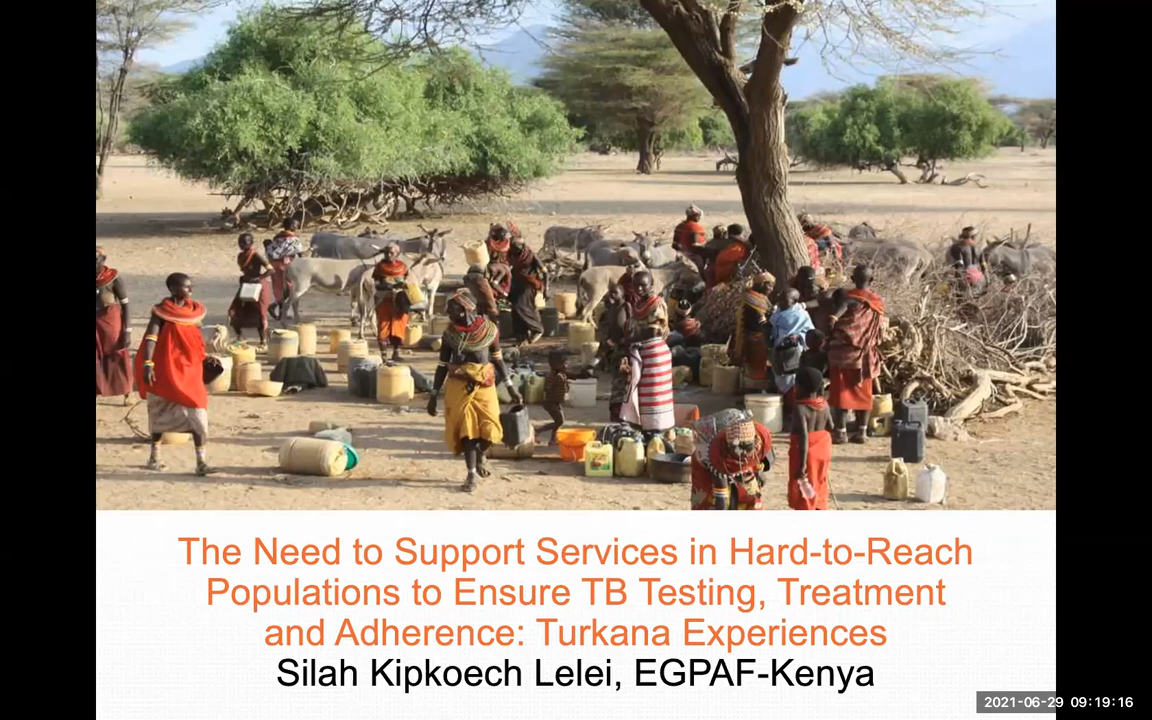 The Need to Support Services in Hard-to-Reach
Populations to Ensure TB Testing, Treatment
and Adherence: Turkana Experiences
Silah Kipkoech Lelei, EGPAF-Kenya
2021-06-29 09:19:16